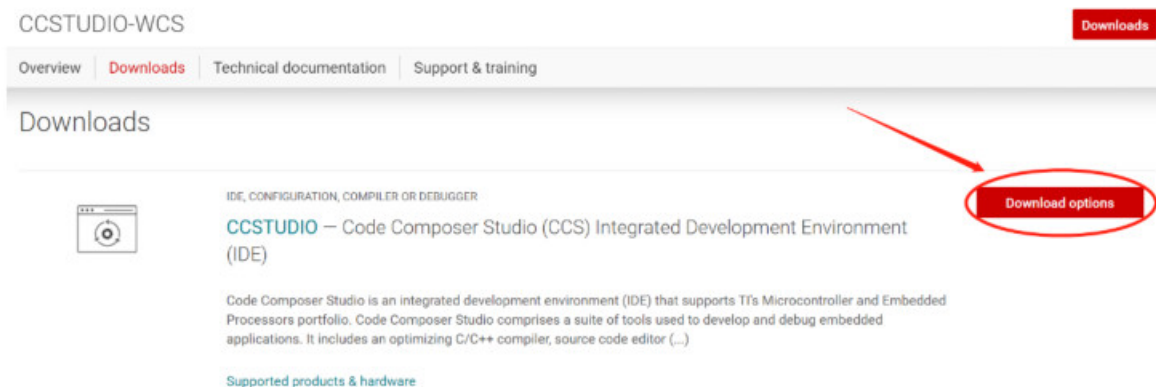 CCSTUDIO-WCS
Downloads
Overview
Downloads
Technical documentation
Support & training
Downloads
IDE, CONFIGURATION, COMPILER OR DEBUGGER
Download options
CCSTUDIO — Code Composer Studio (CCS) Integrated Development Environment
(IDE)
Code Composer Studio is an integrated development environment (IDE) that supports TI's Microcontroller and Embedded
Processors portfolio. Code Composer Studio comprises a suite of tools used to develop and debug embedded
applications. It includes an optimizing C/C++ compiler, source code editor (...)
Supported products & hardware